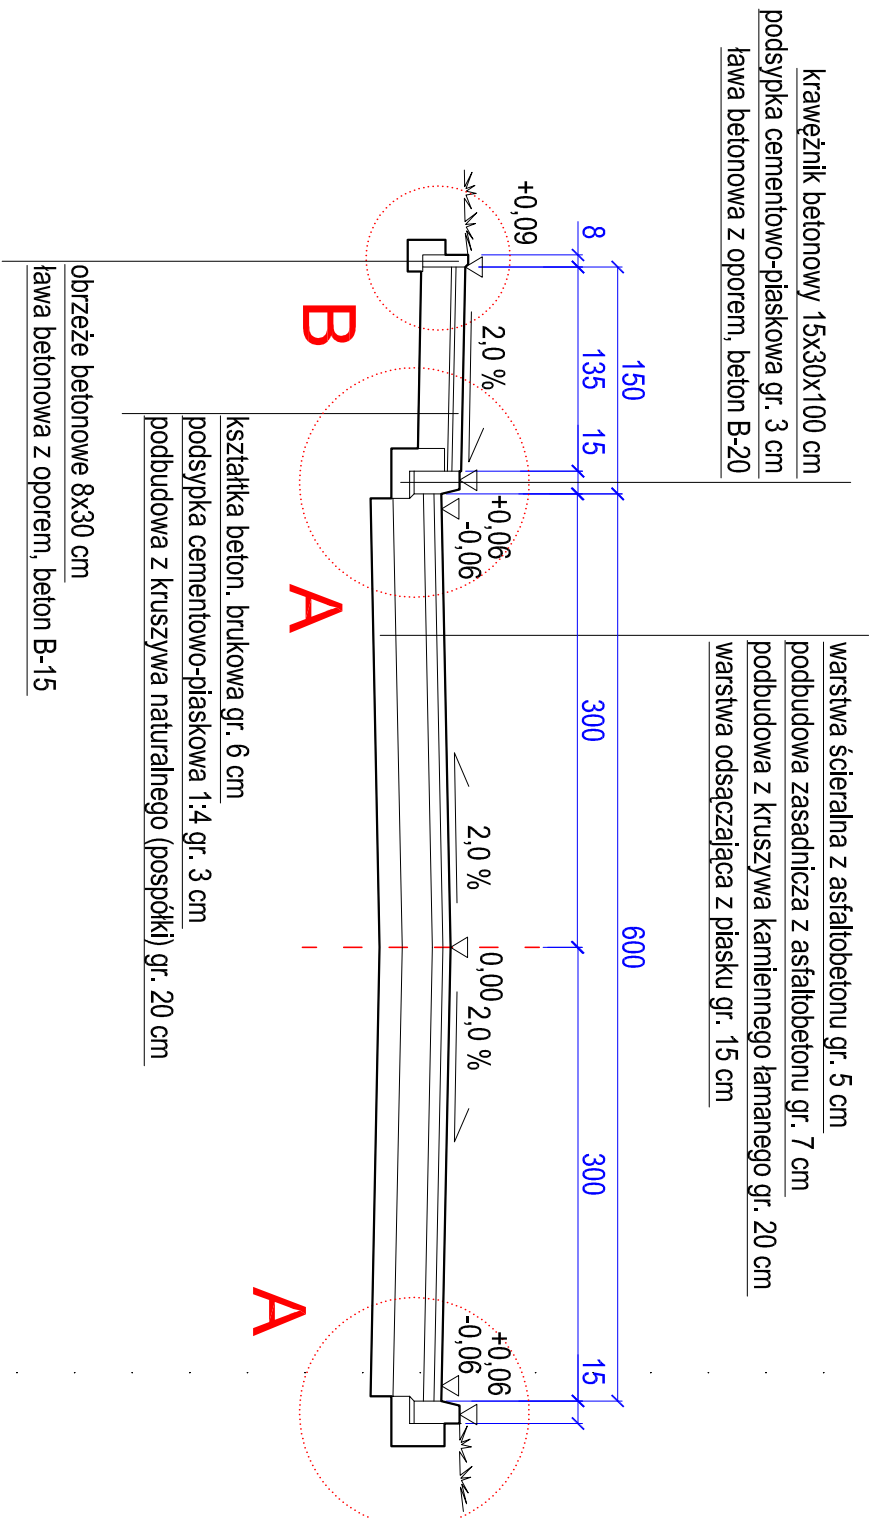 krawężnik betonowy 15x30x100 cm
podsypka cementowo-piaskowa gr. 3 cm
ława betonowa z oporem, beton B-20
warstwa ścieralna z asfaltobetonu gr. 5 cm
podbudowa zasadnicza z asfaltobetonu gr. 7 cm
podbudowa z kruszywa kamiennego łamanego gr. 20 cm
warstwa odsączająca z piasku gr. 15 cm
150
600
8
135
15
300
300
15
+0,09
2,0 %
+0,06
-0,06
2,0 %
0,00
2,0 %
+0,06
-0,06
B
A
A
kształtka beton. brukowa gr. 6 cm
podsypka cementowo-piaskowa 1:4 gr. 3 cm
podbudowa z kruszywa naturalnego (pospółki) gr. 20 cm
obrzeże betonowe 8x30 cm
ława betonowa z oporem, beton B-15